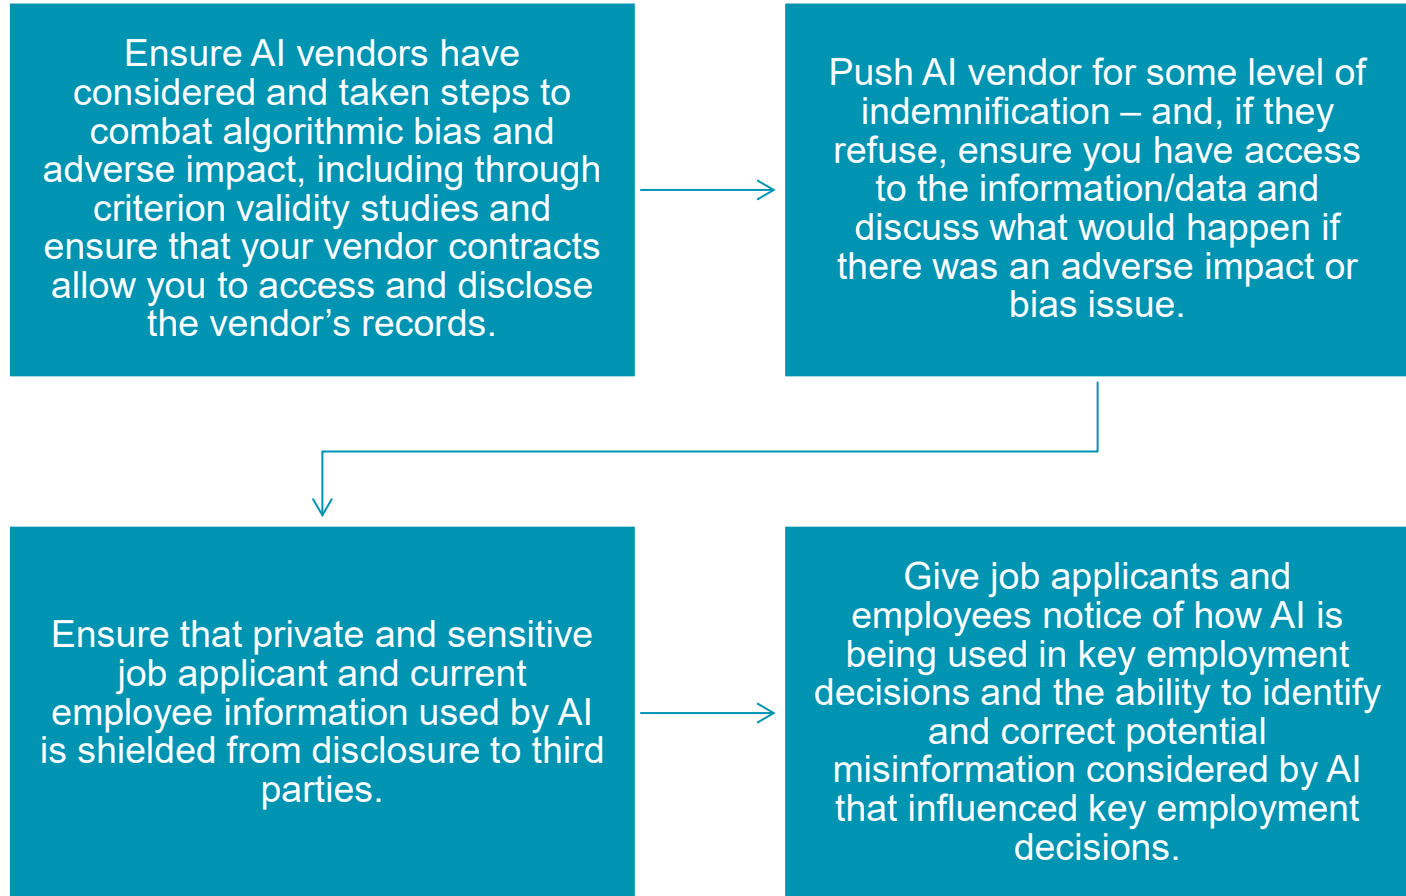 Ensure AI vendors have
considered and taken steps to
combat algorithmic bias and
adverse impact, including through
criterion validity studies and
ensure that your vendor contracts
allow you to access and disclose
the vendor’s records.
Push AI vendor for some level of
indemnification – and, if they
refuse, ensure you have access
to the information/data and
discuss what would happen if
there was an adverse impact or
bias issue.
Ensure that private and sensitive
job applicant and current
employee information used by AI
is shielded from disclosure to third
parties.
Give job applicants and
employees notice of how AI is
being used in key employment
decisions and the ability to identify
and correct potential
misinformation considered by AI
that influenced key employment
decisions.